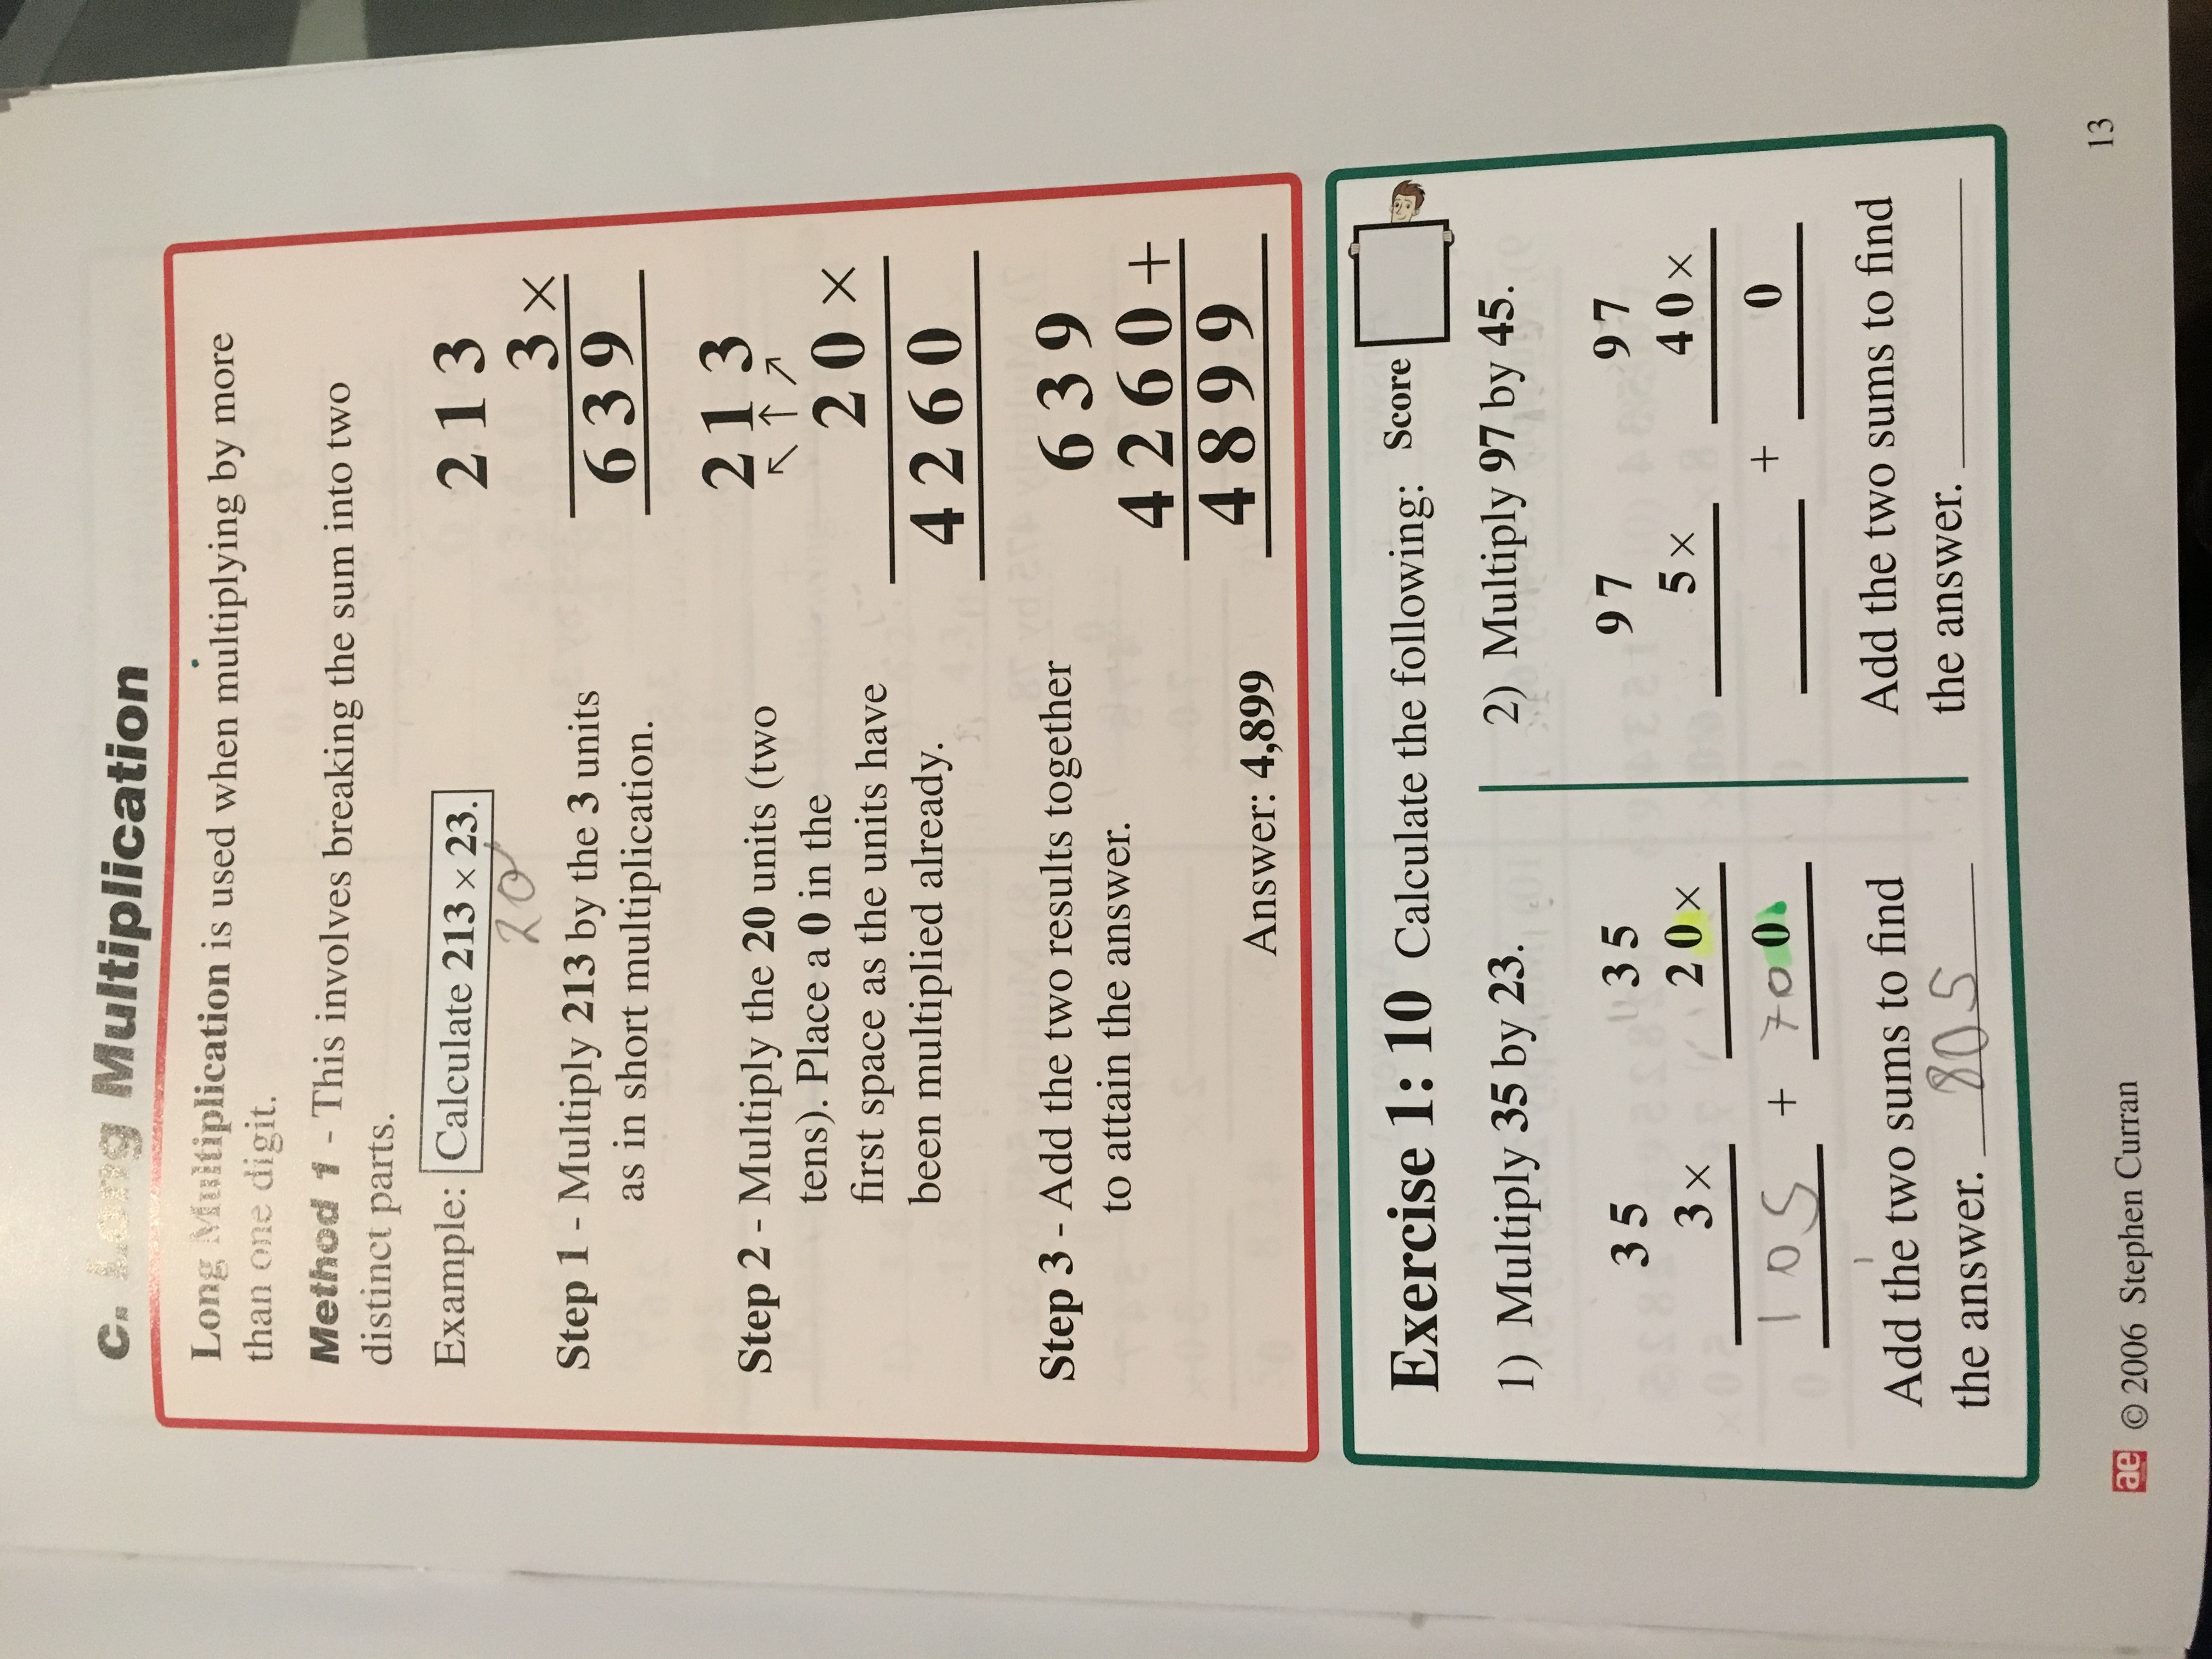 c. Long Multiplication
Long Multiplication is used when multiplying by more
than one digit.
Method 1 - This involves breaking the sum into two
distinct parts.
Example: Calculate 213 × 23.
20
213
3 ×
639
Step 1 - Multiply 213 by the 3 units
as in short multiplication.
213
20 ×
4260
Step 2 - Multiply the 20 units (two
tens). Place a 0 in the
first space as the units have
been multiplied already.
Step 3 - Add the two results together
to attain the answer.
639
4260 +
4899
Answer: 4,899
Exercise 1: 10 Calculate the following: Score
1) Multiply 35 by 23.
35 35
3 × 20 ×
105 + 700
1
Add the two sums to find
the answer. 805
2) Multiply 97 by 45.
97 97
5 × 40 ×
+ 0
Add the two sums to find
the answer.
ae © 2006 Stephen Curran
13